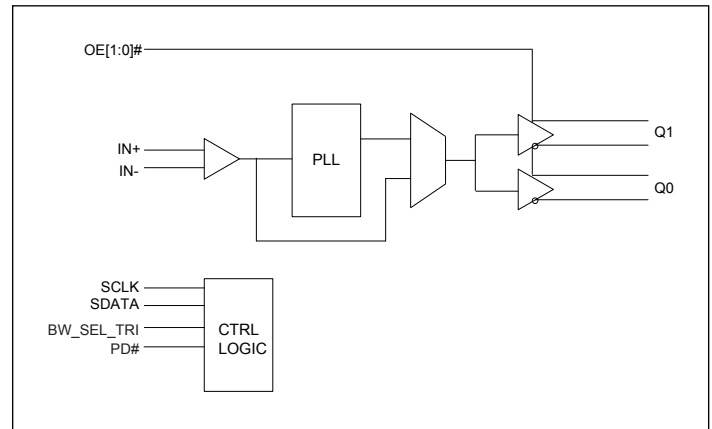 OE[1:0]#
IN+
IN-
PLL
Q1
Q0
SCLK
SDATA
BW_SEL_TRI
PD#
CTRL
LOGIC